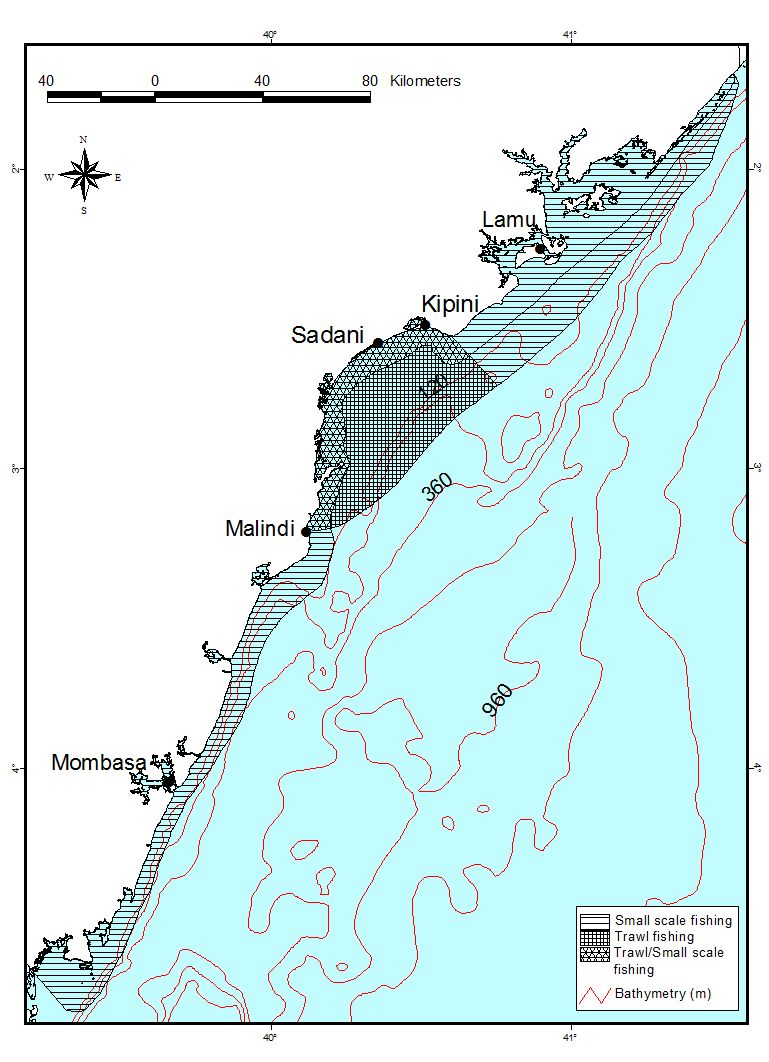 40°
41°
40
0
40
80
Kilometers
N
W
E
S
2°
2°
Lamu
Kipini
Sadani
120
3°
3°
360
Malindi
960
Mombasa
4°
4°
Small scale fishing
Trawl fishing
Trawl/Small scale
fishing
Bathymetry (m)
40°
41°